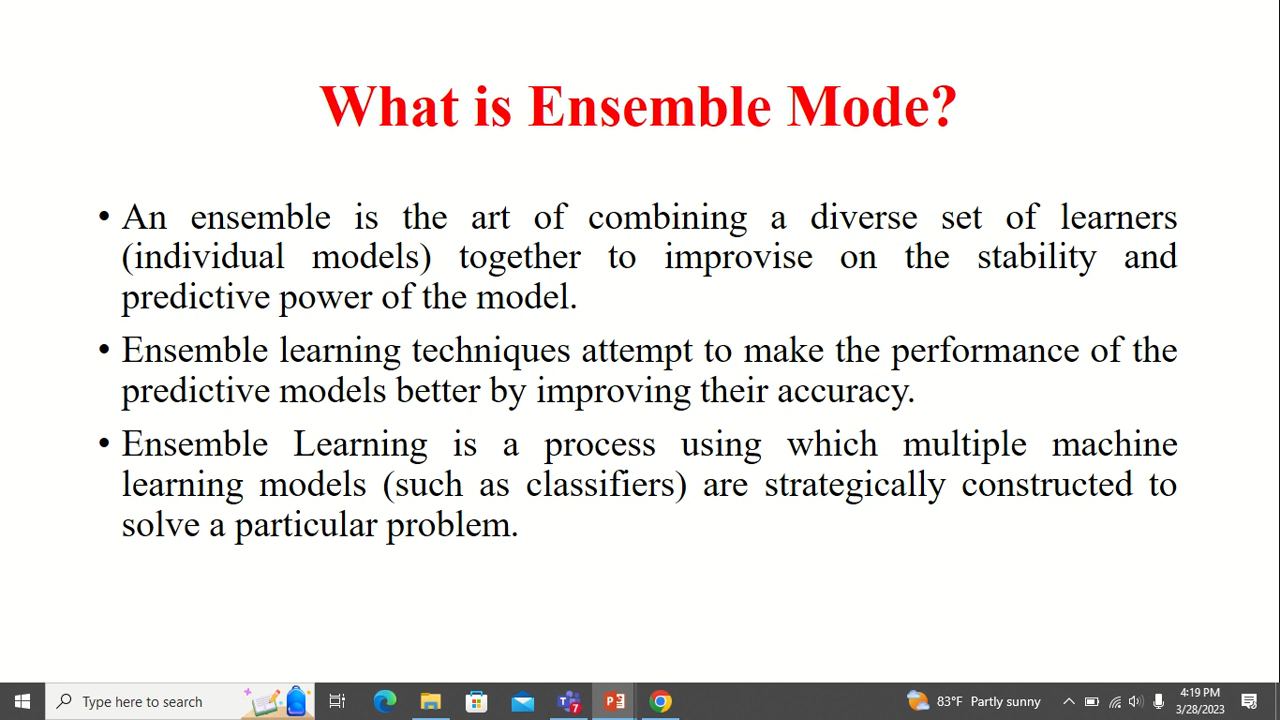 What is Ensemble Mode?
• An ensemble is the art of combining a diverse set of learners
(individual models) together to improvise on the stability and
predictive power of the model.
• Ensemble learning techniques attempt to make the performance of the
predictive models better by improving their accuracy.
• Ensemble Learning is a process using which multiple machine
learning models (such as classifiers) are strategically constructed to
solve a particular problem.
Type here to search
7
83°F Partly sunny
4:19 PM
3/28/2023